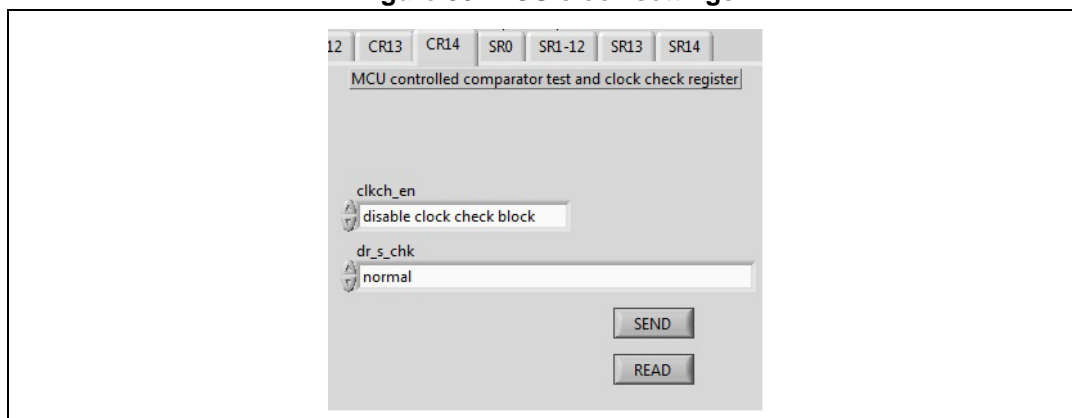 12 CR13 CR14 SR0 SR1-12 SR13 SR14
MCU controlled comparator test and clock check register
clkch_en
disable clock check block
dr_s_chk
normal
SEND
READ